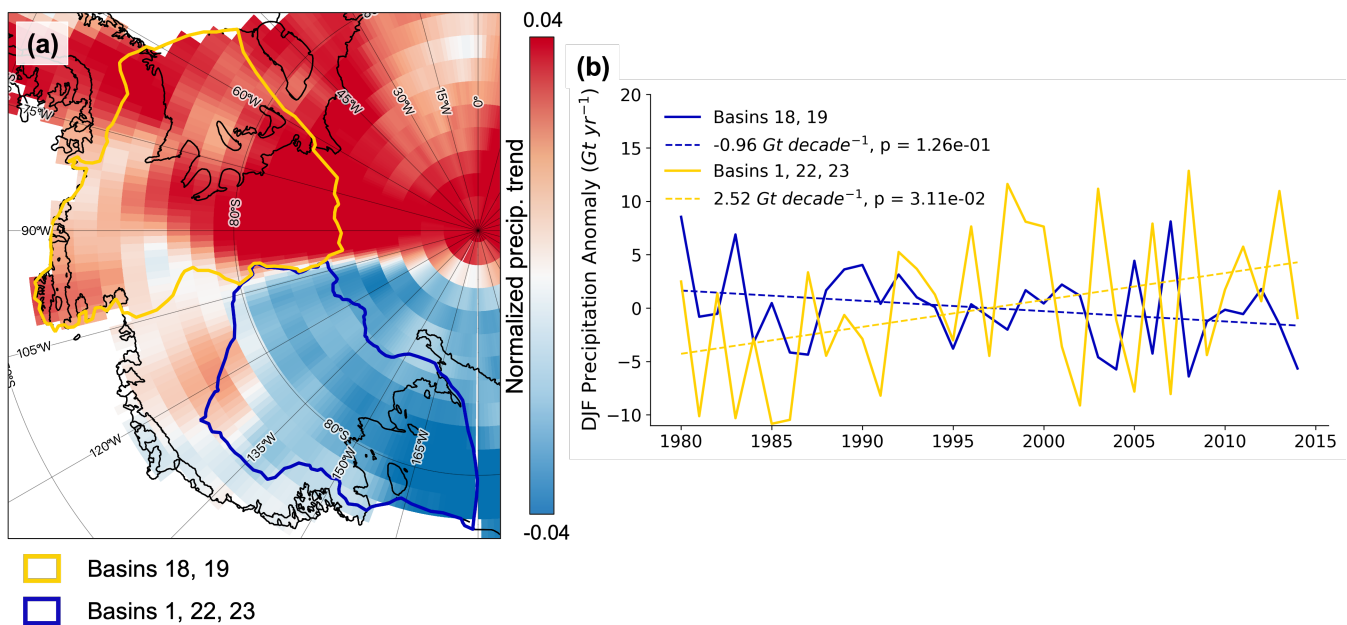 (a)
0.04
Normalized precip. trend
-0.04
75°W
60°W
45°W
30°W
15°W
0°
90°W
80°S
105°W
120°W
135°W
150°W
165°W
80°S
Basins 18, 19
Basins 1, 22, 23
(b)
DJF Precipitation Anomaly (Gt yr⁻¹)
20
15
10
5
0
−5
−10
Basins 18, 19
-0.96 Gt decade⁻¹, p = 1.26e-01
Basins 1, 22, 23
2.52 Gt decade⁻¹, p = 3.11e-02
1980 1985 1990 1995 2000 2005 2010 2015